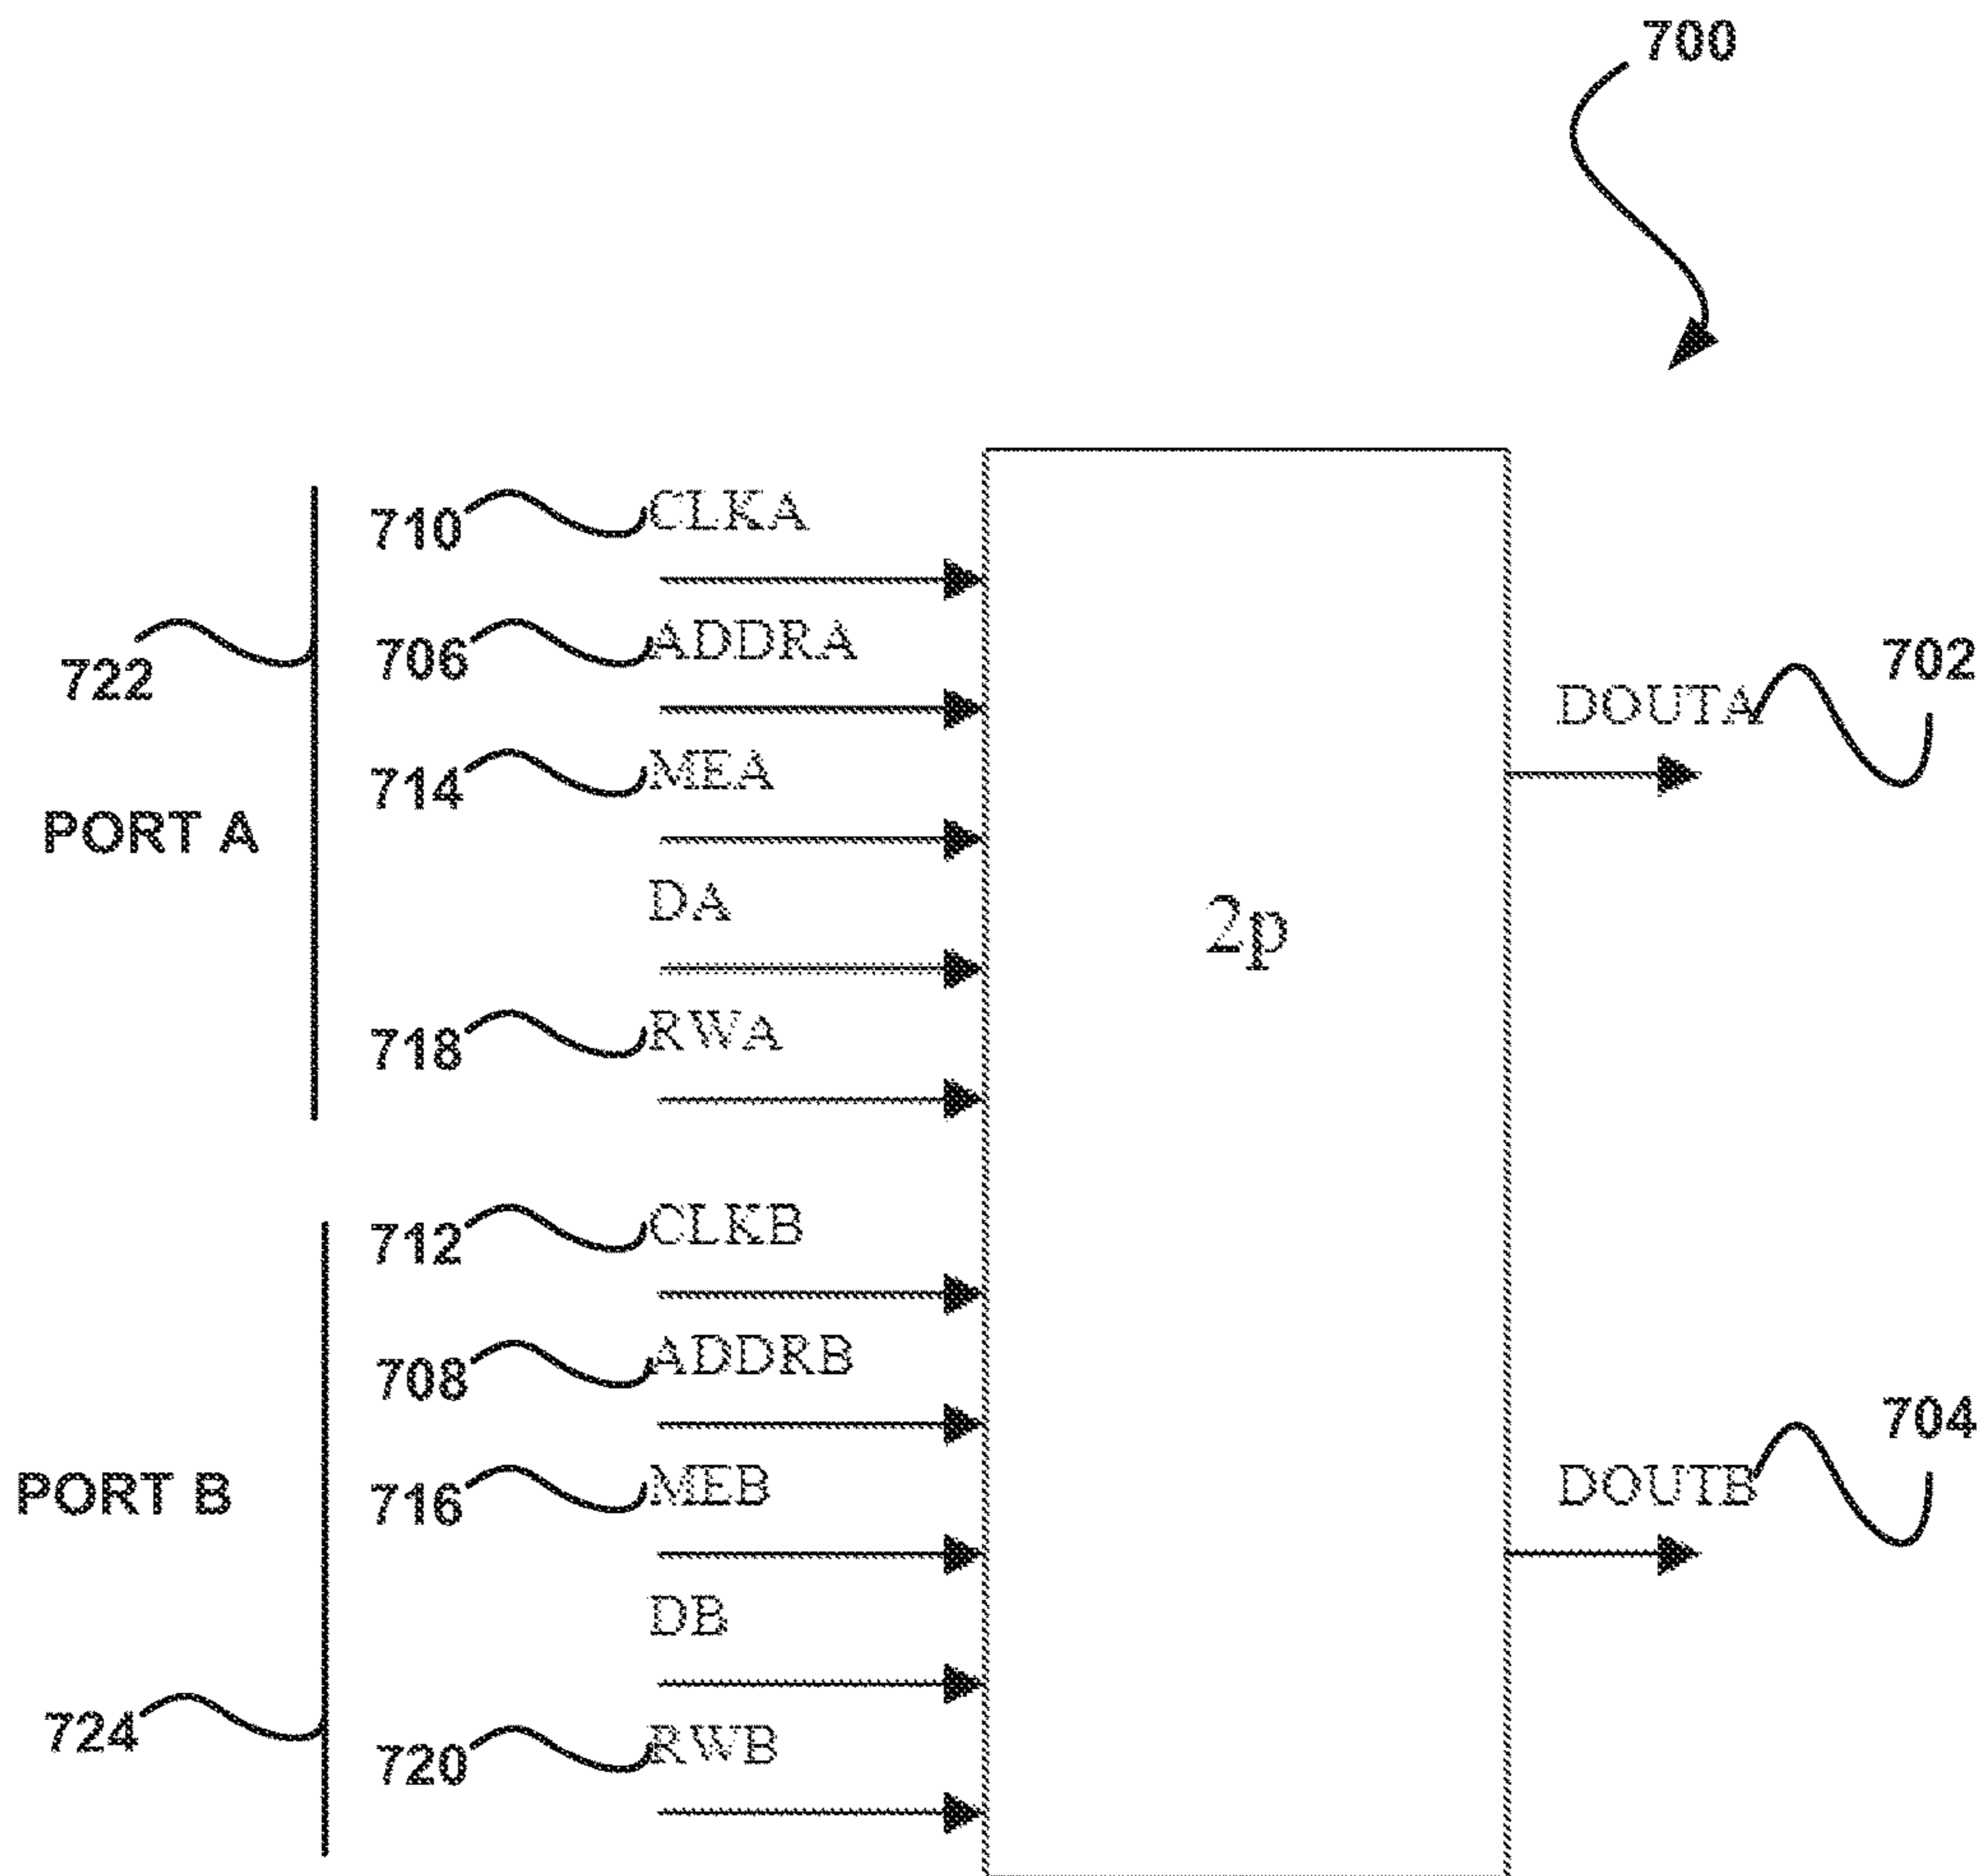 700
710 CLKA
722
706 ADDRA
702
DOUTA
714 MEA
PORT A
DA
2p
718 RWA
712 CLKB
708 ADDRB
704
PORT B
716 MEB
DOUTB
DB
724
720 RWB